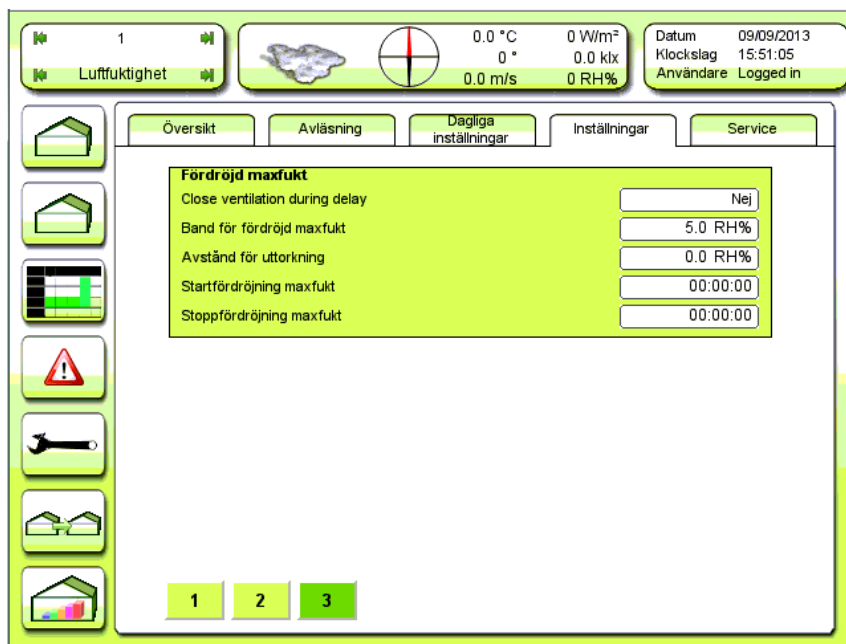 1
Luftfuktighet
0.0 °C 0 W/m²
0 ° 0.0 klx
0.0 m/s 0 RH%
Datum 09/09/2013
Klockslag 15:51:05
Användare Logged in
Översikt
Avläsning
Dagliga
inställningar
Inställningar
Service
Fördröjd maxfukt
Close ventilation during delay Nej
Band för fördröjd maxfukt 5.0 RH%
Avstånd för uttorkning 0.0 RH%
Startfördröjning maxfukt 00:00:00
Stoppfördröjning maxfukt 00:00:00
1 2 3